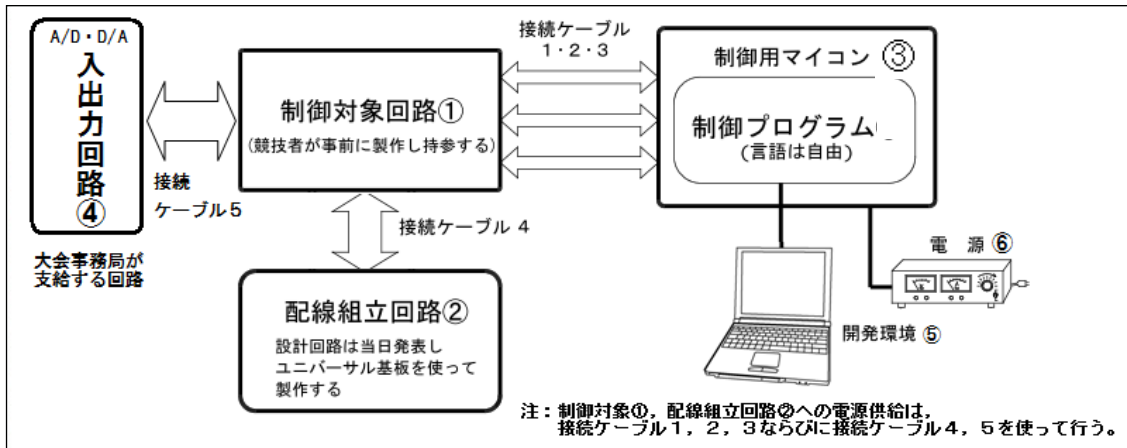 A/D・D/A
入出力回路④
接続
ケーブル5
大会事務局が
支給する回路
制御対象回路①
(競技者が事前に製作し持参する)
接続ケーブル
1・2・3
制御用マイコン③
制御プログラム
(言語は自由)
接続ケーブル 4
配線組立回路②
設計回路は当日発表し
ユニバーサル基板を使って
製作する
電 源⑥
開発環境⑤
注：制御対象①，配線組立回路②への電源供給は，
接続ケーブル1，2，3ならびに接続ケーブル4，5を使って行う。